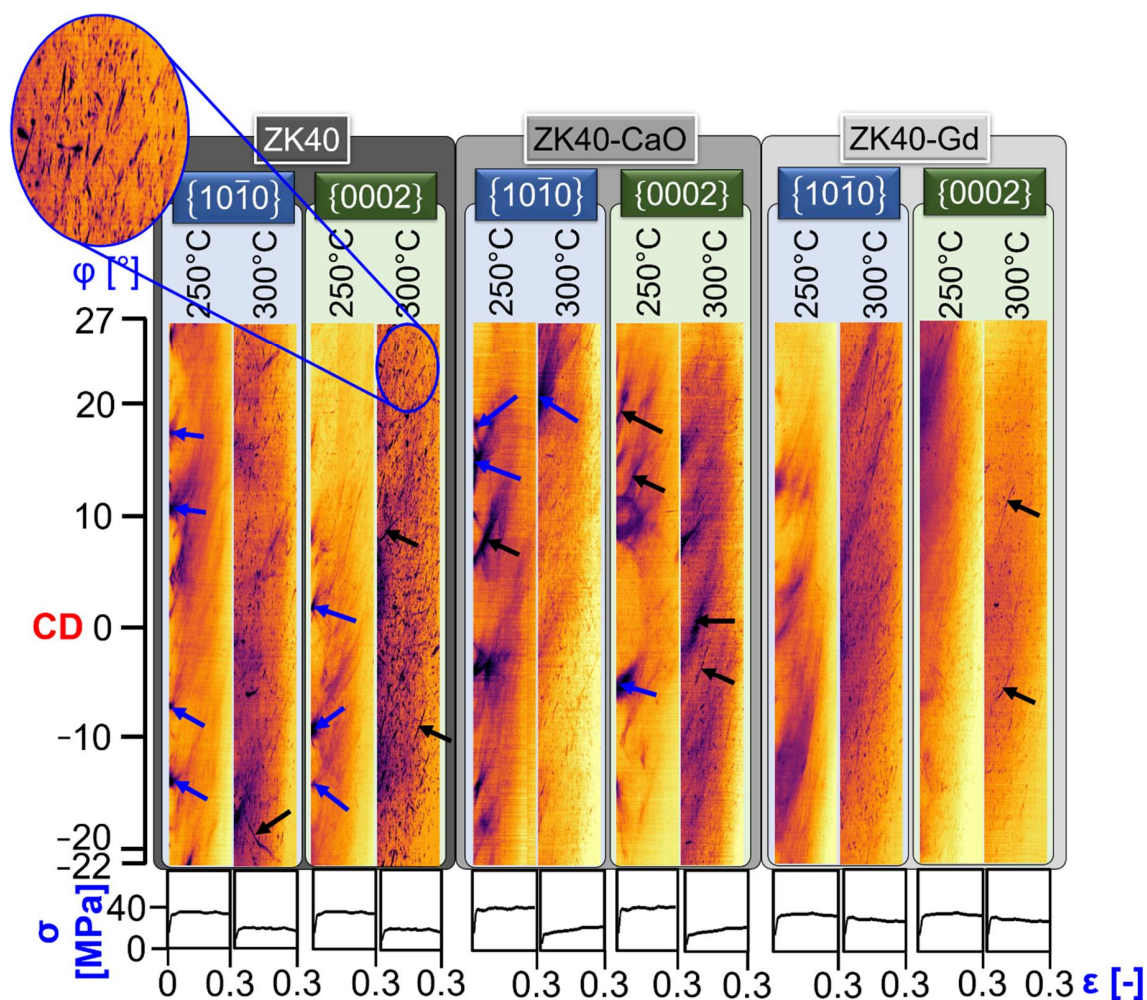 ZK40 ZK40-CaO ZK40-Gd
{101̄0} {0002} {101̄0} {0002} {101̄0} {0002}
φ [°]
250°C 300°C 250°C 300°C 250°C 300°C 250°C 300°C 250°C 300°C 250°C 300°C
27
20
10
CD 0
-10
-20
-22
σ [MPa]
40
0
0 0.3 0.3 0.3 0.3 0.3 0.3 0.3 0.3 0.3 0.3 0.3 0.3 ε [-]